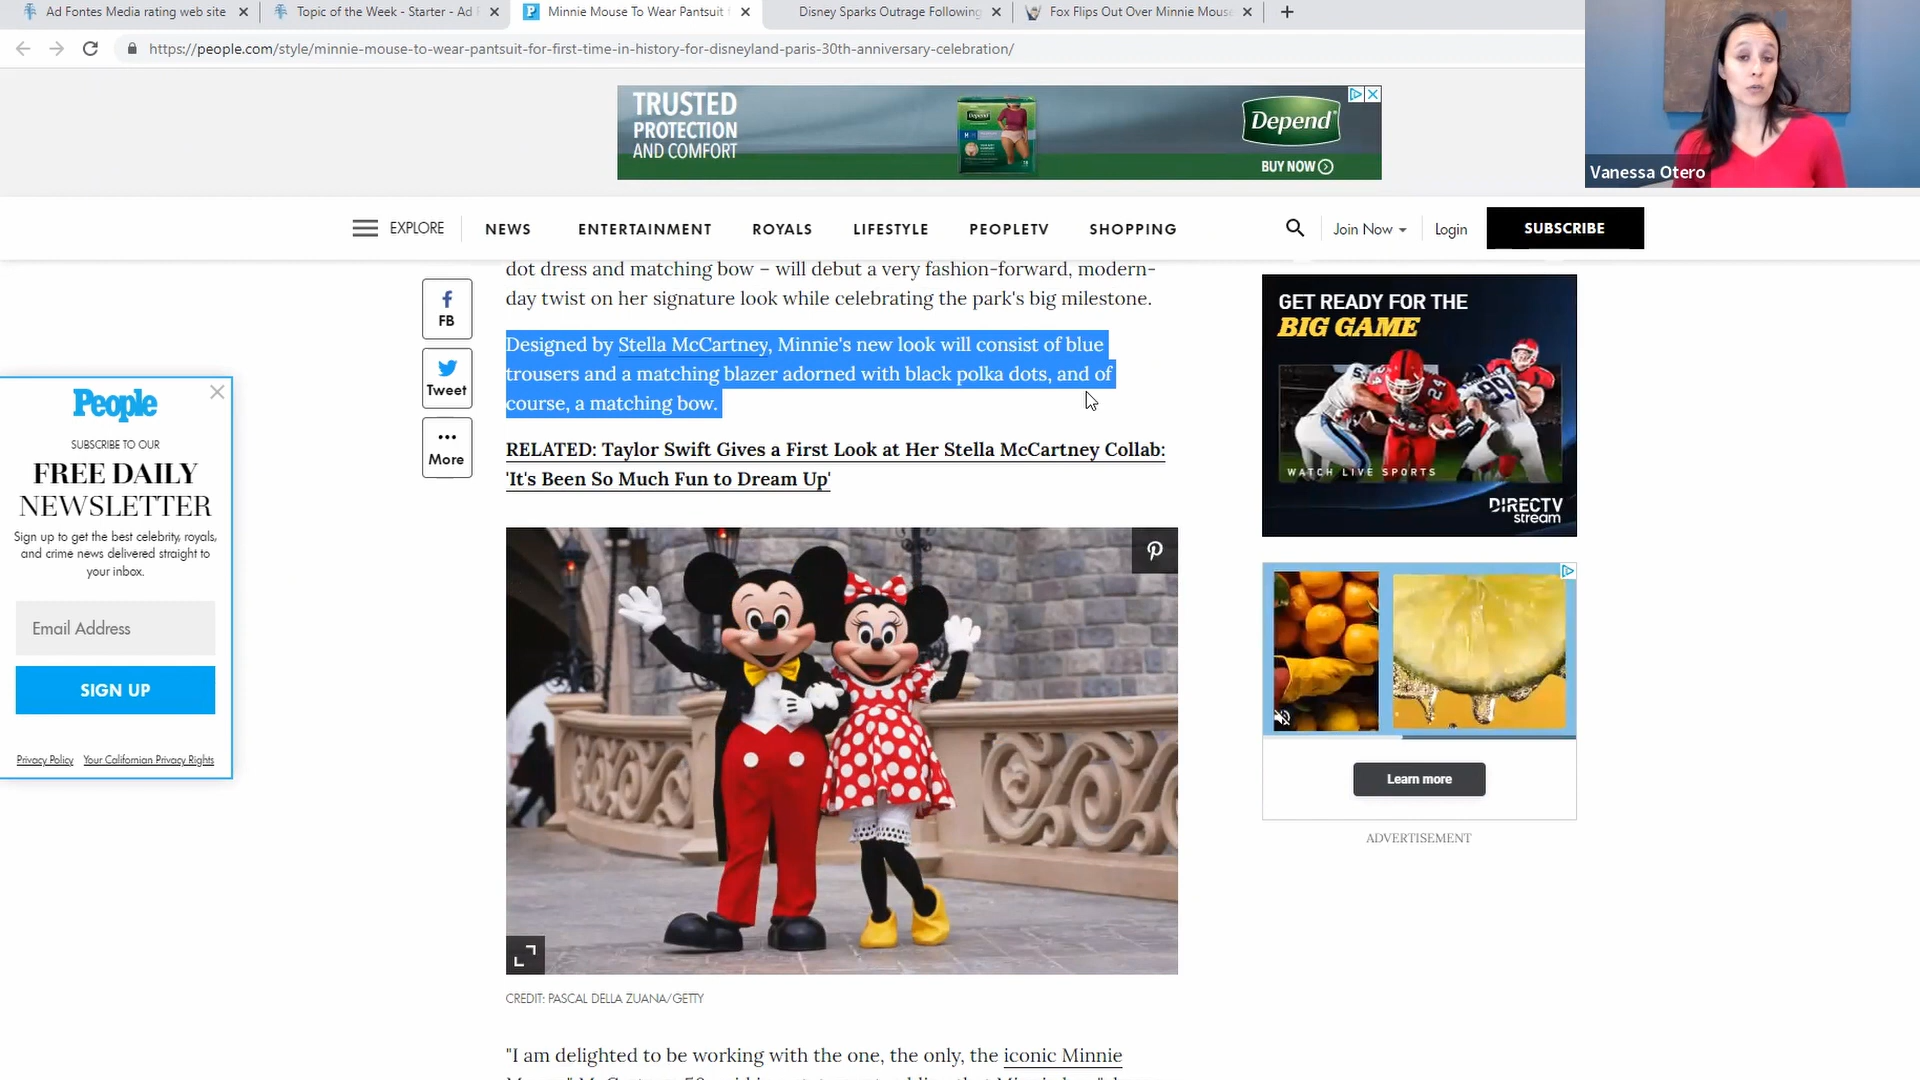 Ad Fontes Media rating web site
Topic of the Week - Starter - Ad F
Minnie Mouse To Wear Pantsuit f
Disney Sparks Outrage Following
Fox Flips Out Over Minnie Mouse
https://people.com/style/minnie-mouse-to-wear-pantsuit-for-first-time-in-history-for-disneyland-paris-30th-anniversary-celebration/
TRUSTED
PROTECTION
AND COMFORT
Depend
Depend
BUY NOW
Vanessa Otero
EXPLORE
NEWS
ENTERTAINMENT
ROYALS
LIFESTYLE
PEOPLETV
SHOPPING
Join Now
Login
SUBSCRIBE
dot dress and matching bow – will debut a very fashion-forward, modern-
day twist on her signature look while celebrating the park's big milestone.
FB
Tweet
More
Designed by Stella McCartney, Minnie's new look will consist of blue
trousers and a matching blazer adorned with black polka dots, and of
course, a matching bow.
RELATED: Taylor Swift Gives a First Look at Her Stella McCartney Collab:
'It's Been So Much Fun to Dream Up'
People
SUBSCRIBE TO OUR
FREE DAILY
NEWSLETTER
Sign up to get the best celebrity, royals,
and crime news delivered straight to
your inbox.
Email Address
SIGN UP
Privacy Policy Your Californian Privacy Rights
GET READY FOR THE
BIG GAME
24
99
WATCH LIVE SPORTS
DIRECTV
stream
Learn more
ADVERTISEMENT
CREDIT: PASCAL DELLA ZUANA/GETTY
"I am delighted to be working with the one, the only, the iconic Minnie